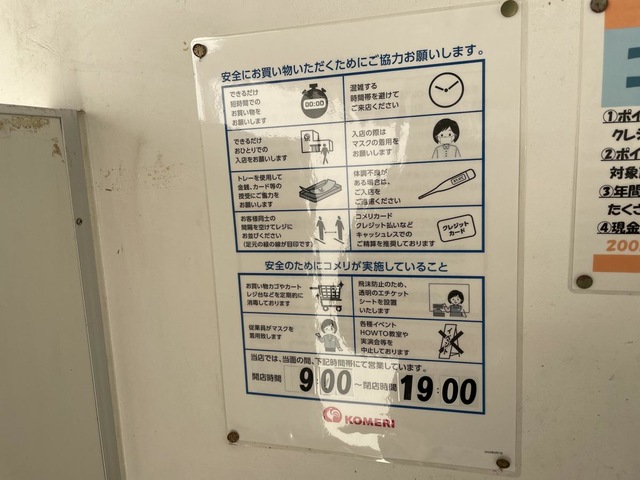 安全にお買い物いただくためにご協力お願いします。
できるだけ
短時間での
お買い物を
お願いします
00:00
混雑する
時間帯を避けて
ご来店ください
できるだけ
おひとりでの
入店をお願いします
入店の際は
マスクの着用を
お願いします
トレーを使用して
金銭、カード等の
授受にご協力を
お願いします
体調不良が
ある場合は、
ご入店を
ご遠慮ください
お客様同士の
間隔を空けてレジに
お並びください
(足元の緑の線が目印です)
コメリカード
クレジット払いなど
キャッシュレスでの
ご精算を推奨しております
クレジット
カード
安全のためにコメリが実施していること
お買い物カゴやカート
レジ台などを定期的に
消毒しております
飛沫防止のため、
透明のエチケット
シートを設置
いたします
従業員がマスクを
着用致します
各種イベント
HOWTO教室や
実演会等を
中止しております
イベント
当店では、当面の間、下記時間帯にて営業しています。
開店時間 9:00 ～閉店時間 19:00
KOMERI
①ポイ
クレジ
②ポイ
対象
③年間
たくさ
④現金
200